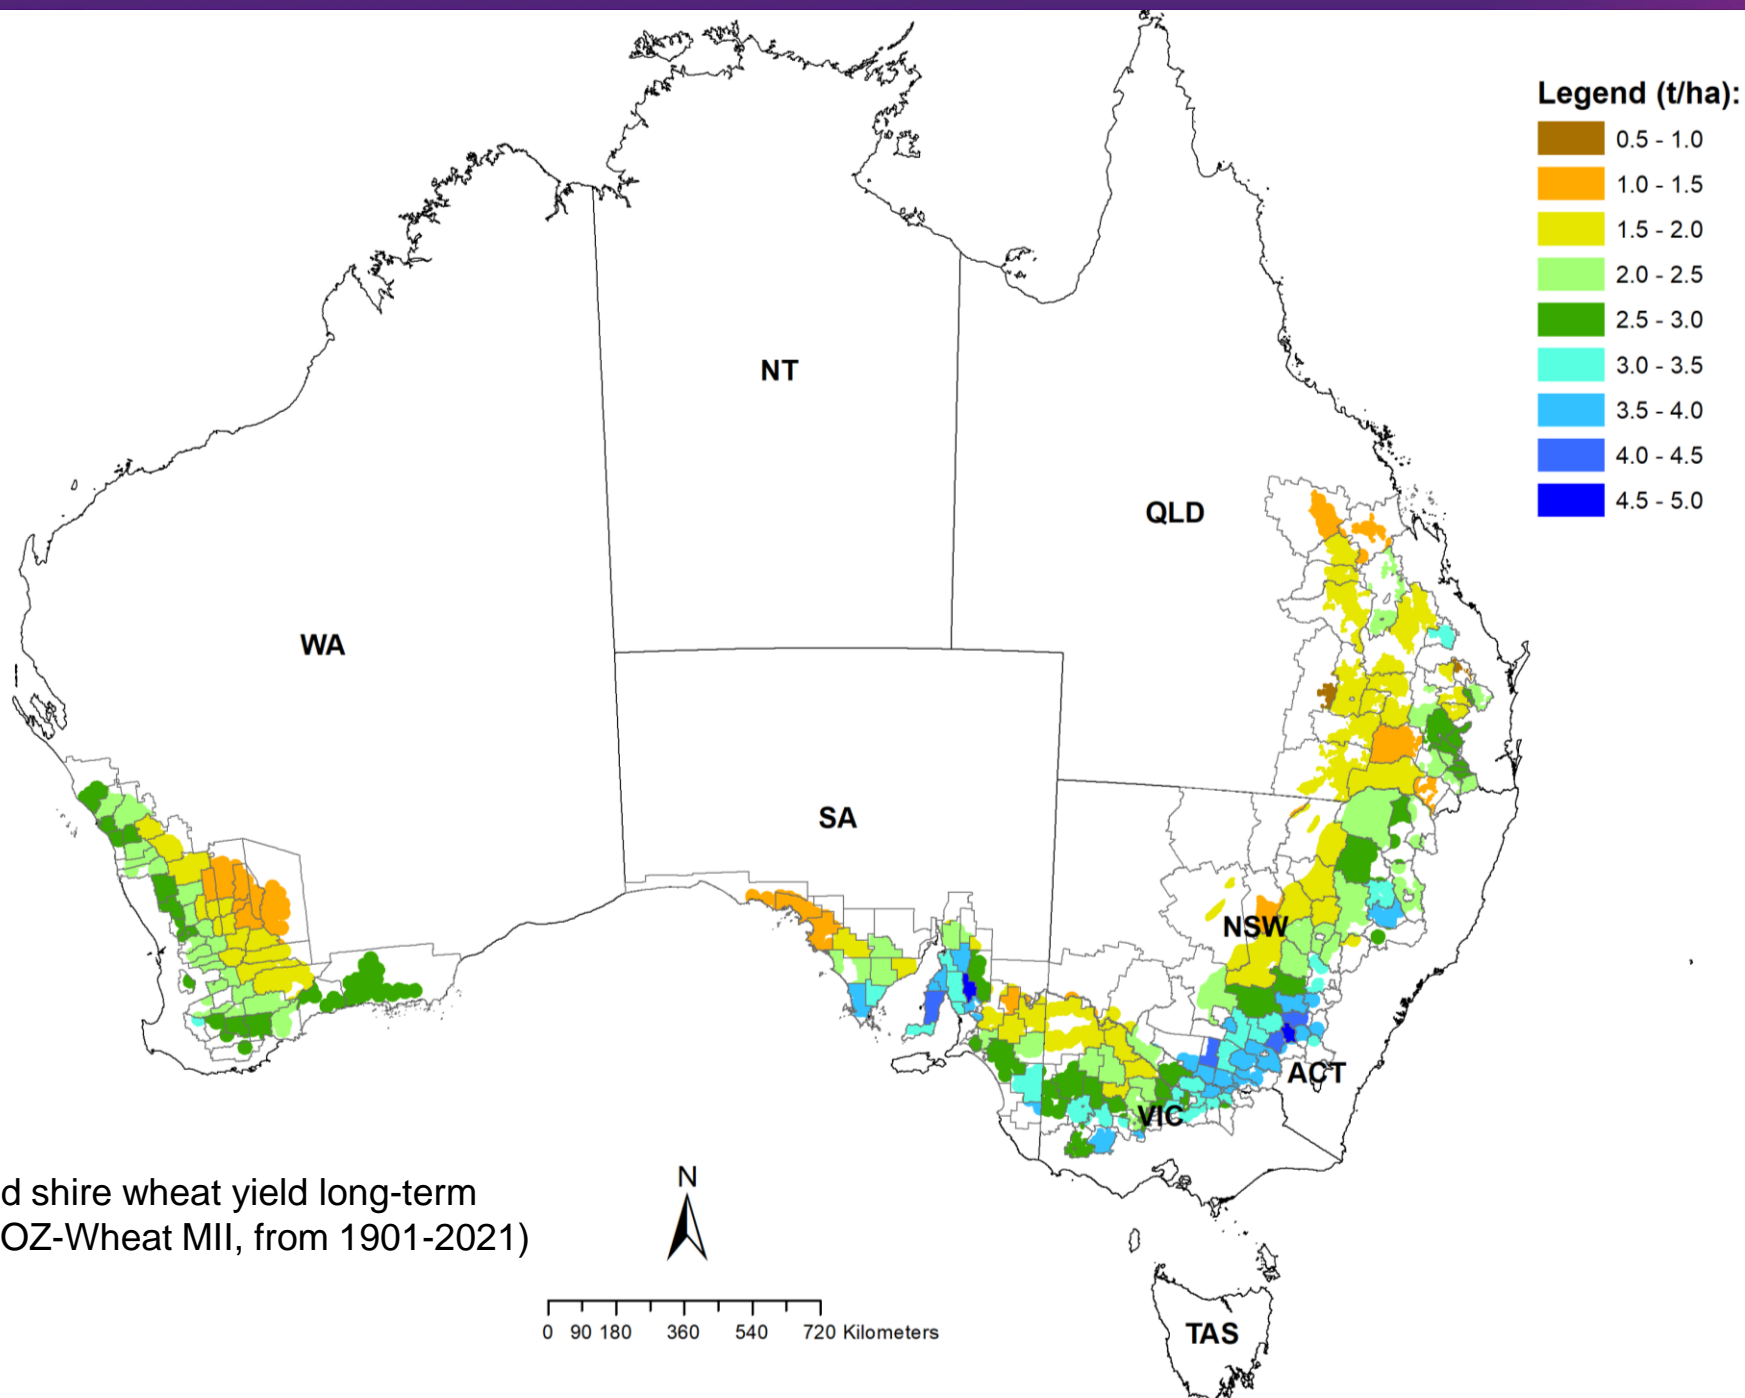 Legend (t/ha):
0.5 - 1.0
1.0 - 1.5
1.5 - 2.0
2.0 - 2.5
2.5 - 3.0
3.0 - 3.5
3.5 - 4.0
4.0 - 4.5
4.5 - 5.0
NT
QLD
WA
SA
NSW
ACT
VIC
TAS
d shire wheat yield long-term
OZ-Wheat MII, from 1901-2021)
N
0 90 180 360 540 720 Kilometers